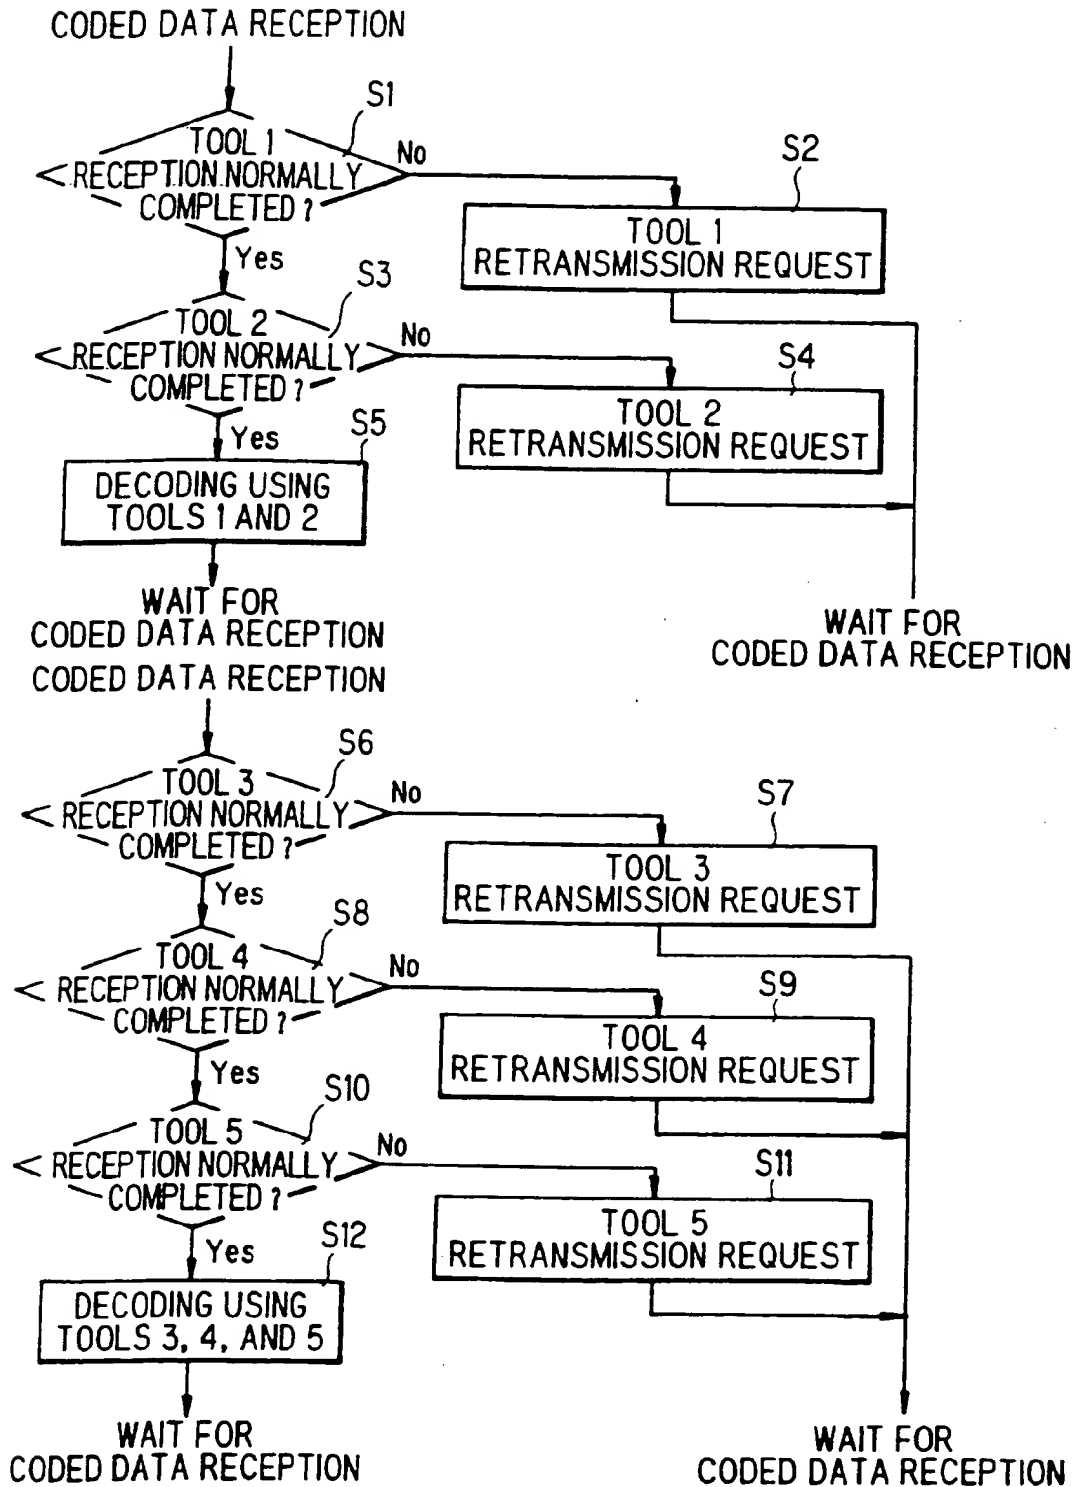 CODED DATA RECEPTION
S1
TOOL 1
RECEPTION NORMALLY
COMPLETED ?
No
S2
TOOL 1
RETRANSMISSION REQUEST
Yes
S3
TOOL 2
RECEPTION NORMALLY
COMPLETED ?
No
S4
TOOL 2
RETRANSMISSION REQUEST
Yes
S5
DECODING USING
TOOLS 1 AND 2
WAIT FOR
CODED DATA RECEPTION
WAIT FOR
CODED DATA RECEPTION
CODED DATA RECEPTION
S6
TOOL 3
RECEPTION NORMALLY
COMPLETED ?
No
S7
TOOL 3
RETRANSMISSION REQUEST
Yes
S8
TOOL 4
RECEPTION NORMALLY
COMPLETED ?
No
S9
TOOL 4
RETRANSMISSION REQUEST
Yes
S10
TOOL 5
RECEPTION NORMALLY
COMPLETED ?
No
S11
TOOL 5
RETRANSMISSION REQUEST
Yes
S12
DECODING USING
TOOLS 3, 4, AND 5
WAIT FOR
CODED DATA RECEPTION
WAIT FOR
CODED DATA RECEPTION